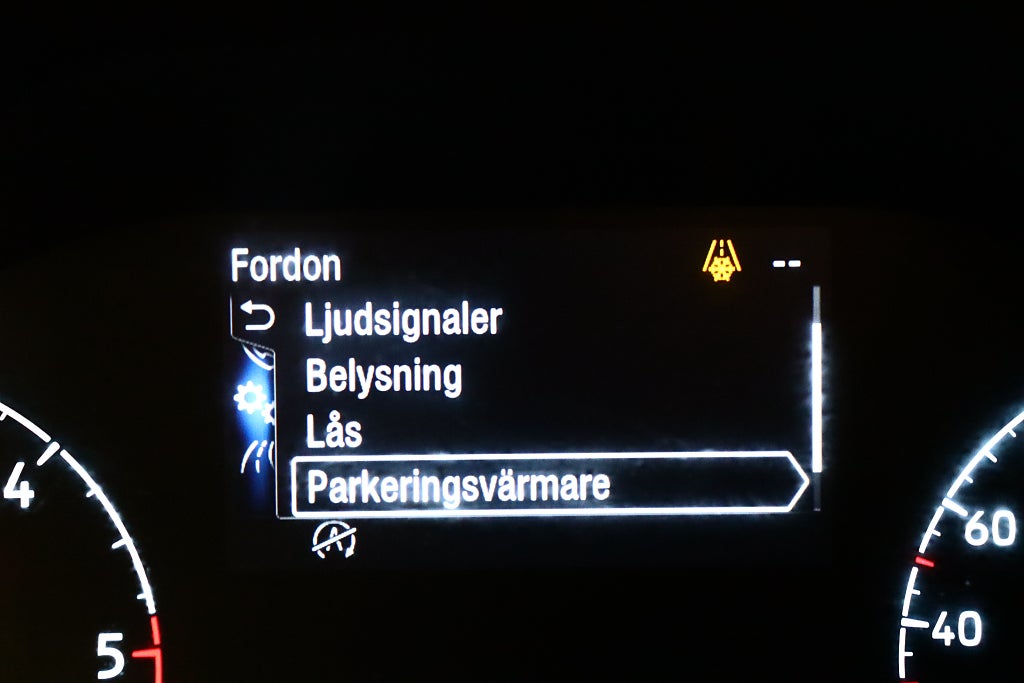 Fordon
--
Ljudsignaler
Belysning
Lås
Parkeringsvärmare
A
4
5
60
40